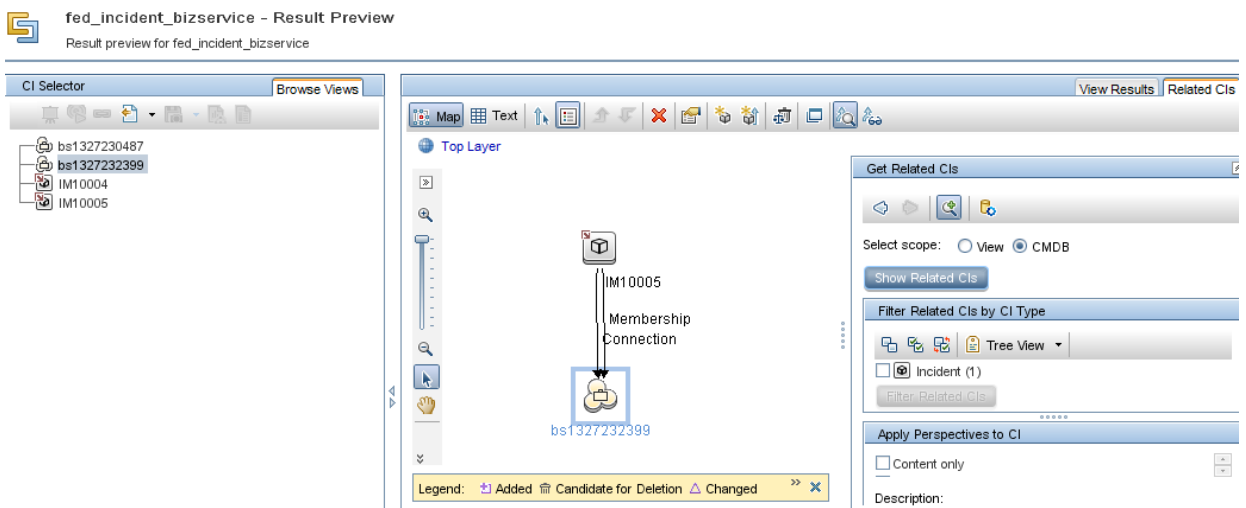 fed_incident_bizservice - Result Preview
Result preview for fed_incident_bizservice
CI Selector
Browse Views
bs1327230487
bs1327232399
IM10004
IM10005
View Results
Related CIs
Map
Text
Top Layer
IM10005
Membership
Connection
bs1327232399
Legend: Added Candidate for Deletion Changed
Get Related CIs
Select scope: View CMDB
Show Related CIs
Filter Related CIs by CI Type
Tree View
Incident (1)
Filter Related CIs
Apply Perspectives to CI
Content only
Description: